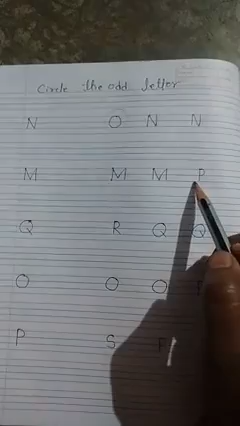 Circle the odd letter
N O N N
M M M P
Q R Q Q
O O O P
P S P